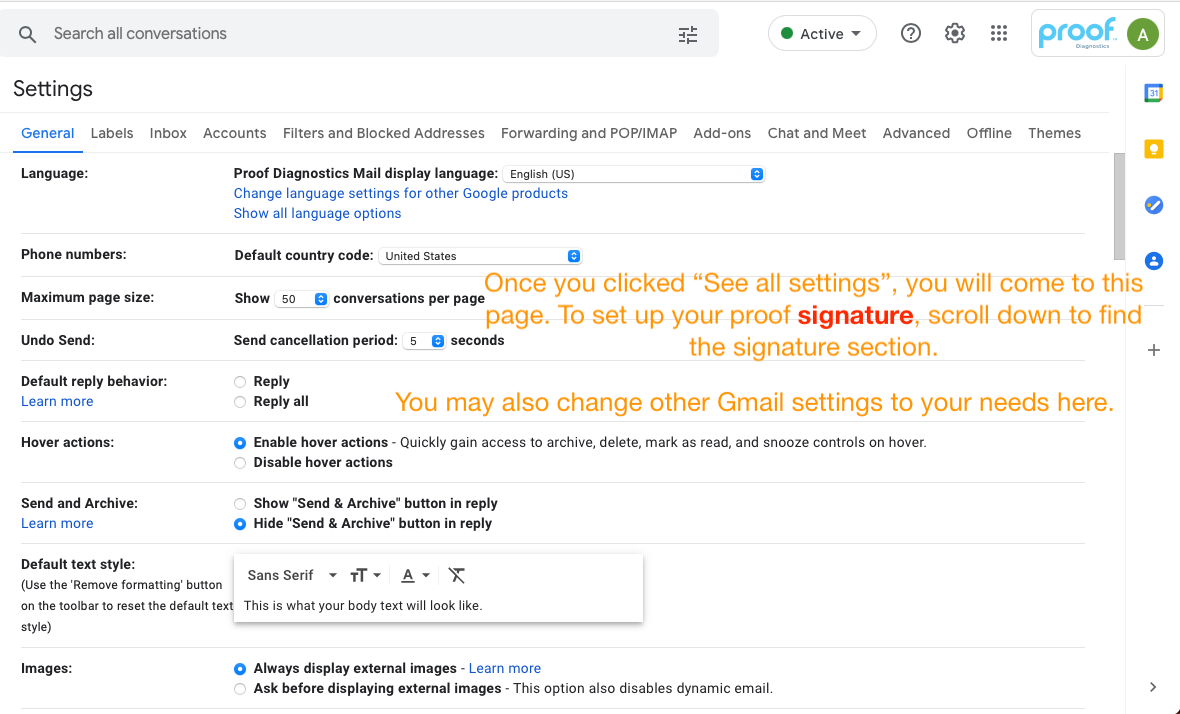 Search all conversations
Active
proof
Diagnostics
A
Settings
31
General Labels Inbox Accounts Filters and Blocked Addresses Forwarding and POP/IMAP Add-ons Chat and Meet Advanced Offline Themes
Language:
Proof Diagnostics Mail display language: English (US)
Change language settings for other Google products
Show all language options
Phone numbers:
Default country code: United States
Once you clicked “See all settings”, you will come to this
page. To set up your proof signature, scroll down to find
the signature section.
Maximum page size:
Show 50 conversations per page
Undo Send:
Send cancellation period: 5 seconds
Default reply behavior:
Learn more
Reply
Reply all
You may also change other Gmail settings to your needs here.
Hover actions:
Enable hover actions - Quickly gain access to archive, delete, mark as read, and snooze controls on hover.
Disable hover actions
Send and Archive:
Learn more
Show "Send & Archive" button in reply
Hide "Send & Archive" button in reply
Default text style:
(Use the 'Remove formatting' button
on the toolbar to reset the default text
style)
Sans Serif
This is what your body text will look like.
Images:
Always display external images - Learn more
Ask before displaying external images - This option also disables dynamic email.